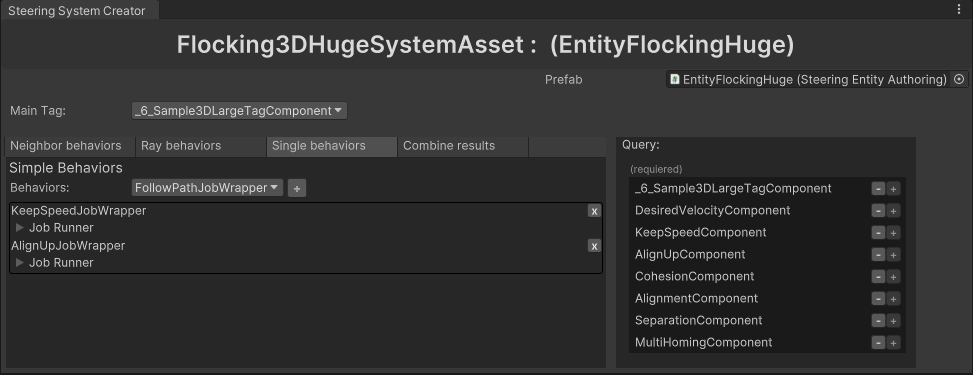 Steering System Creator
Flocking3DHugeSystemAsset : (EntityFlockingHuge)
Prefab
EntityFlockingHuge (Steering Entity Authoring)
Main Tag:
_6_Sample3DLargeTagComponent
Neighbor behaviors
Ray behaviors
Single behaviors
Combine results
Simple Behaviors
Behaviors:
FollowPathJobWrapper
+
KeepSpeedJobWrapper
x
Job Runner
AlignUpJobWrapper
x
Job Runner
Query:
(requiered)
_6_Sample3DLargeTagComponent - +
DesiredVelocityComponent - +
KeepSpeedComponent - +
AlignUpComponent - +
CohesionComponent - +
AlignmentComponent - +
SeparationComponent - +
MultiHomingComponent - +